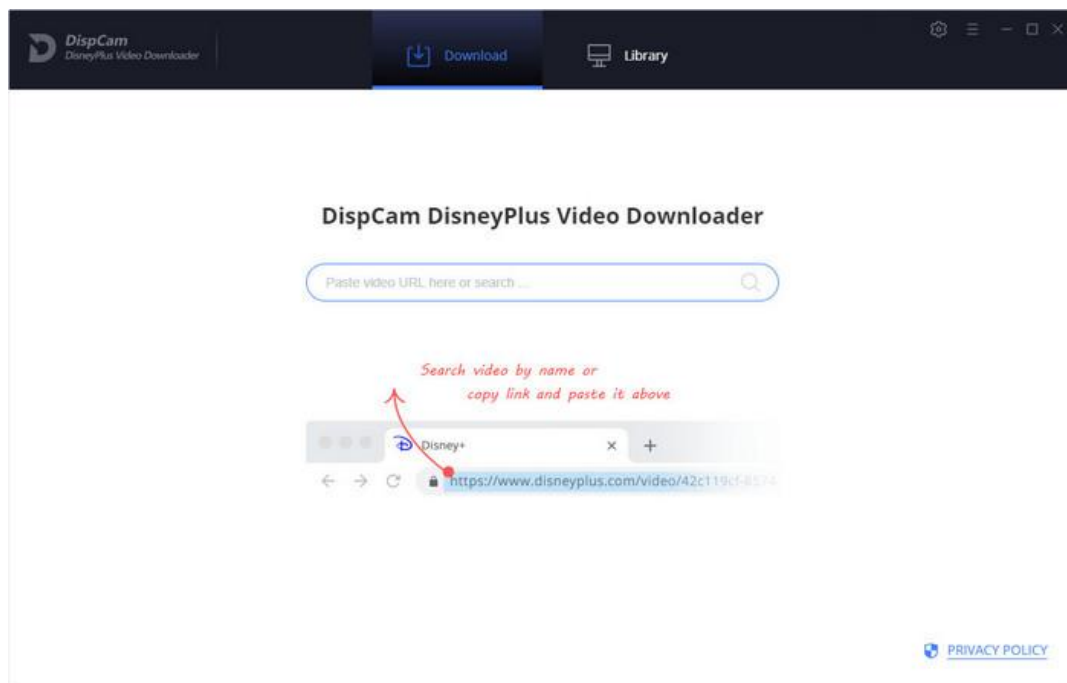 DispCam
DisneyPlus Video Downloader
Download
Library
DispCam DisneyPlus Video Downloader
Paste video URL here or search ...
Search video by name or
copy link and paste it above
Disney+
https://www.disneyplus.com/video/42c119cf-
PRIVACY POLICY